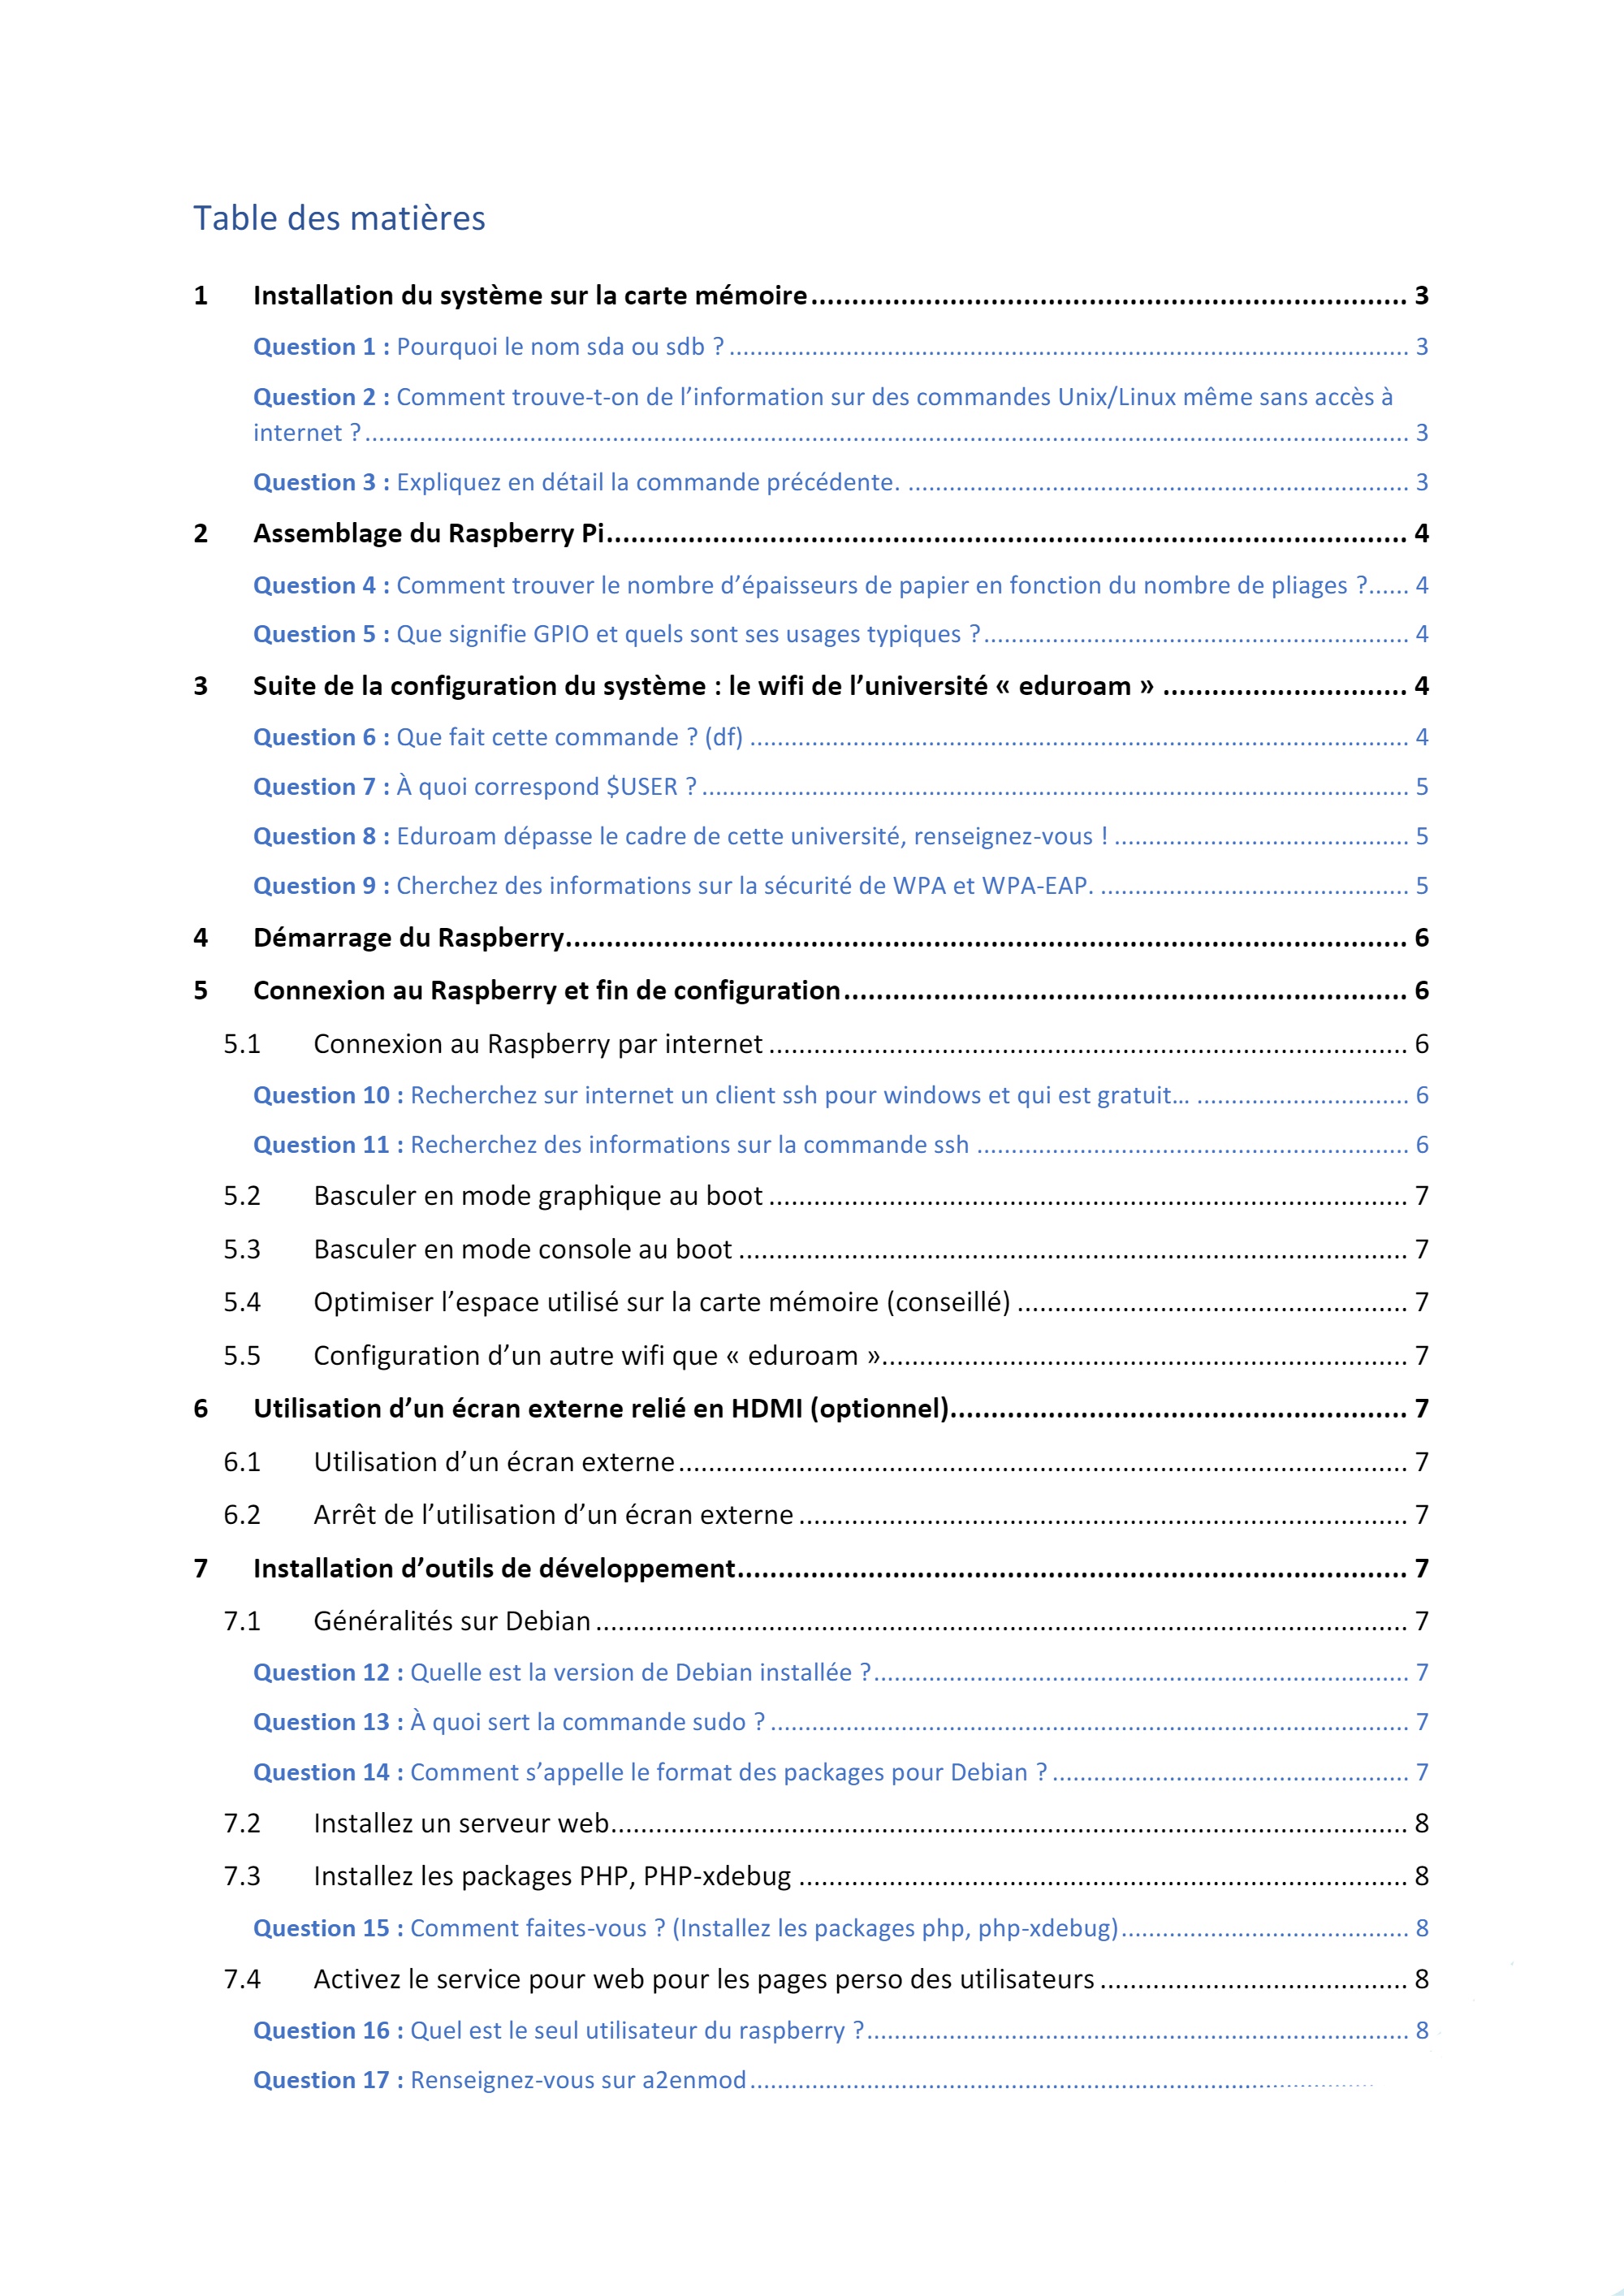 Table des matières
1 Installation du système sur la carte mémoire 3
Question 1 : Pourquoi le nom sda ou sdb ? 3
Question 2 : Comment trouve-t-on de l’information sur des commandes Unix/Linux même sans accès à
internet ? 3
Question 3 : Expliquez en détail la commande précédente. 3
2 Assemblage du Raspberry Pi 4
Question 4 : Comment trouver le nombre d’épaisseurs de papier en fonction du nombre de pliages ? 4
Question 5 : Que signifie GPIO et quels sont ses usages typiques ? 4
3 Suite de la configuration du système : le wifi de l’université « eduroam » 4
Question 6 : Que fait cette commande ? (df) 4
Question 7 : À quoi correspond $USER ? 5
Question 8 : Eduroam dépasse le cadre de cette université, renseignez-vous ! 5
Question 9 : Cherchez des informations sur la sécurité de WPA et WPA-EAP. 5
4 Démarrage du Raspberry 6
5 Connexion au Raspberry et fin de configuration 6
5.1 Connexion au Raspberry par internet 6
Question 10 : Recherchez sur internet un client ssh pour windows et qui est gratuit… 6
Question 11 : Recherchez des informations sur la commande ssh 6
5.2 Basculer en mode graphique au boot 7
5.3 Basculer en mode console au boot 7
5.4 Optimiser l’espace utilisé sur la carte mémoire (conseillé) 7
5.5 Configuration d’un autre wifi que « eduroam » 7
6 Utilisation d’un écran externe relié en HDMI (optionnel) 7
6.1 Utilisation d’un écran externe 7
6.2 Arrêt de l’utilisation d’un écran externe 7
7 Installation d’outils de développement 7
7.1 Généralités sur Debian 7
Question 12 : Quelle est la version de Debian installée ? 7
Question 13 : À quoi sert la commande sudo ? 7
Question 14 : Comment s’appelle le format des packages pour Debian ? 7
7.2 Installez un serveur web 8
7.3 Installez les packages PHP, PHP-xdebug 8
Question 15 : Comment faites-vous ? (Installez les packages php, php-xdebug) 8
7.4 Activez le service pour web pour les pages perso des utilisateurs 8
Question 16 : Quel est le seul utilisateur du raspberry ? 8
Question 17 : Renseignez-vous sur a2enmod